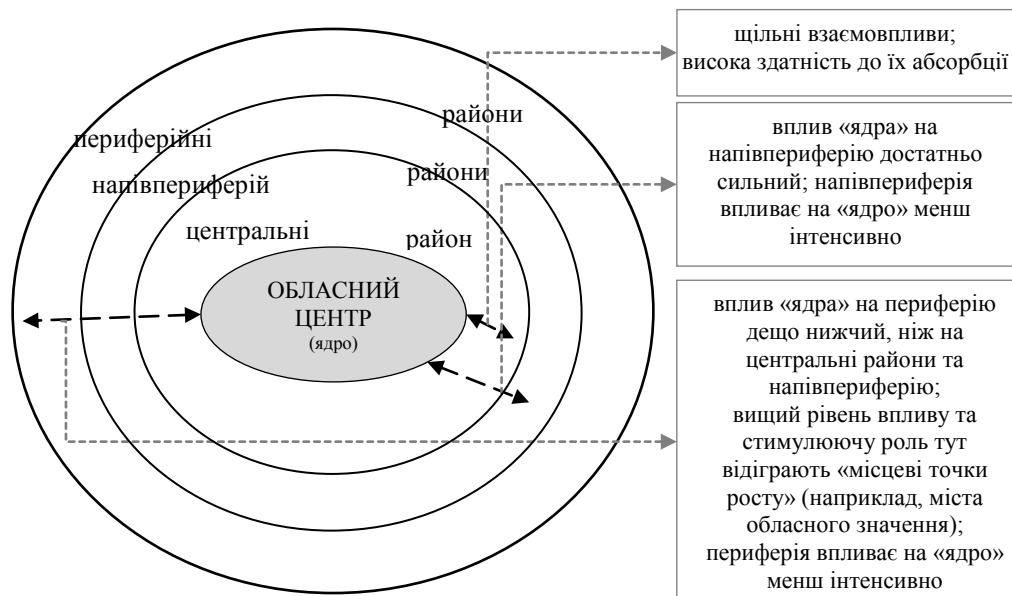 щільні взаємовпливи;
висока здатність до їх абсорбції
периферійні
райони
напівпериферій
райони
центральні
район
ОБЛАСНИЙ
ЦЕНТР
(ядро)
вплив «ядра» на
напівпериферію достатньо
сильний; напівпериферія
впливає на «ядро» менш
інтенсивно
вплив «ядра» на периферію
дещо нижчий, ніж на
центральні райони та
напівпериферію;
вищий рівень впливу та
стимулюючу роль тут
відіграють «місцеві точки
росту» (наприклад, міста
обласного значення);
периферія впливає на «ядро»
менш інтенсивно